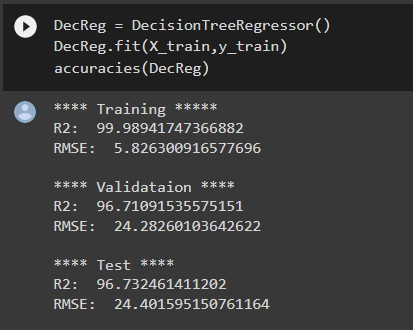 DecReg = DecisionTreeRegressor()
DecReg.fit(X_train,y_train)
accuracies(DecReg)
**** Training *****
R2:  99.98941747366882
RMSE:  5.826300916577696
**** Validataion ****
R2:  96.71091535575151
RMSE:  24.28260103642622
**** Test ****
R2:  96.732461411202
RMSE:  24.401595150761164